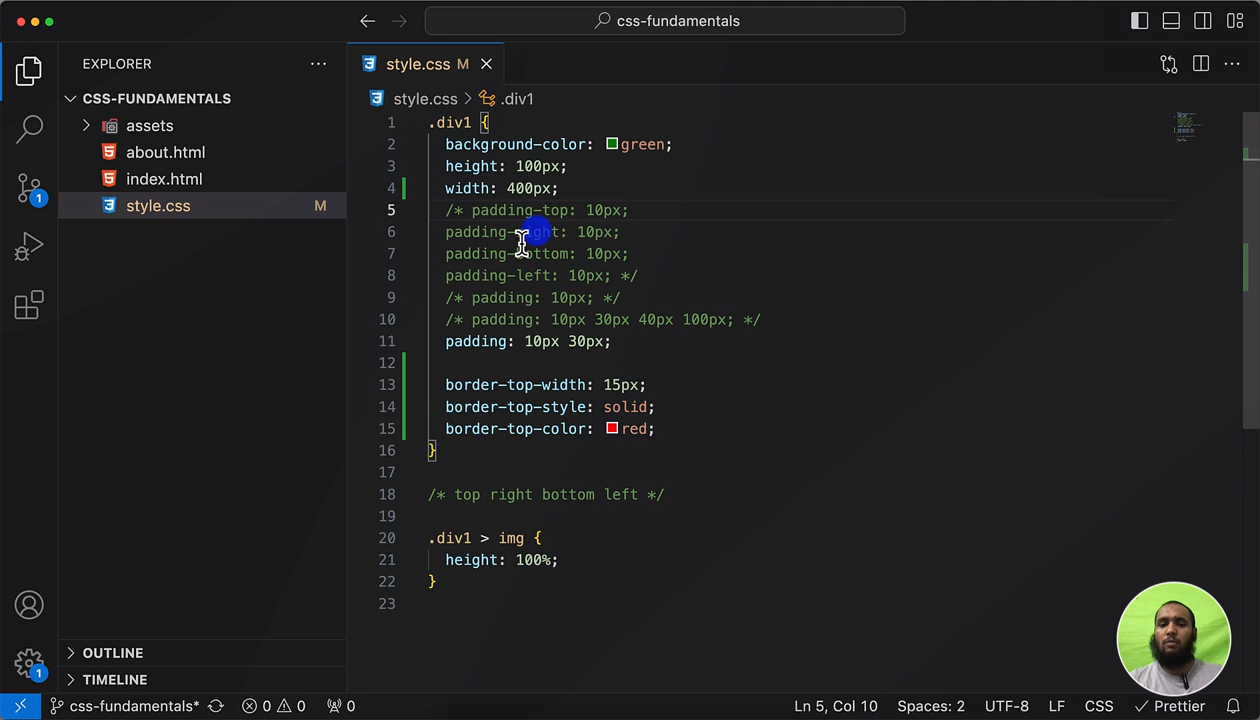 css-fundamentals
EXPLORER
style.css M
CSS-FUNDAMENTALS
style.css > .div1
assets
about.html
index.html
style.css M
1 .div1 {
2 background-color: green;
3 height: 100px;
4 width: 400px;
5 /* padding-top: 10px;
6 padding-right: 10px;
7 padding-bottom: 10px;
8 padding-left: 10px; */
9 /* padding: 10px; */
10 /* padding: 10px 30px 40px 100px; */
11 padding: 10px 30px;
12
13 border-top-width: 15px;
14 border-top-style: solid;
15 border-top-color: red;
16 }
17
18 /* top right bottom left */
19
20 .div1 > img {
21 height: 100%;
22 }
23
1
1
OUTLINE
TIMELINE
css-fundamentals* 0 0 0 Ln 5, Col 10 Spaces: 2 UTF-8 LF CSS Prettier